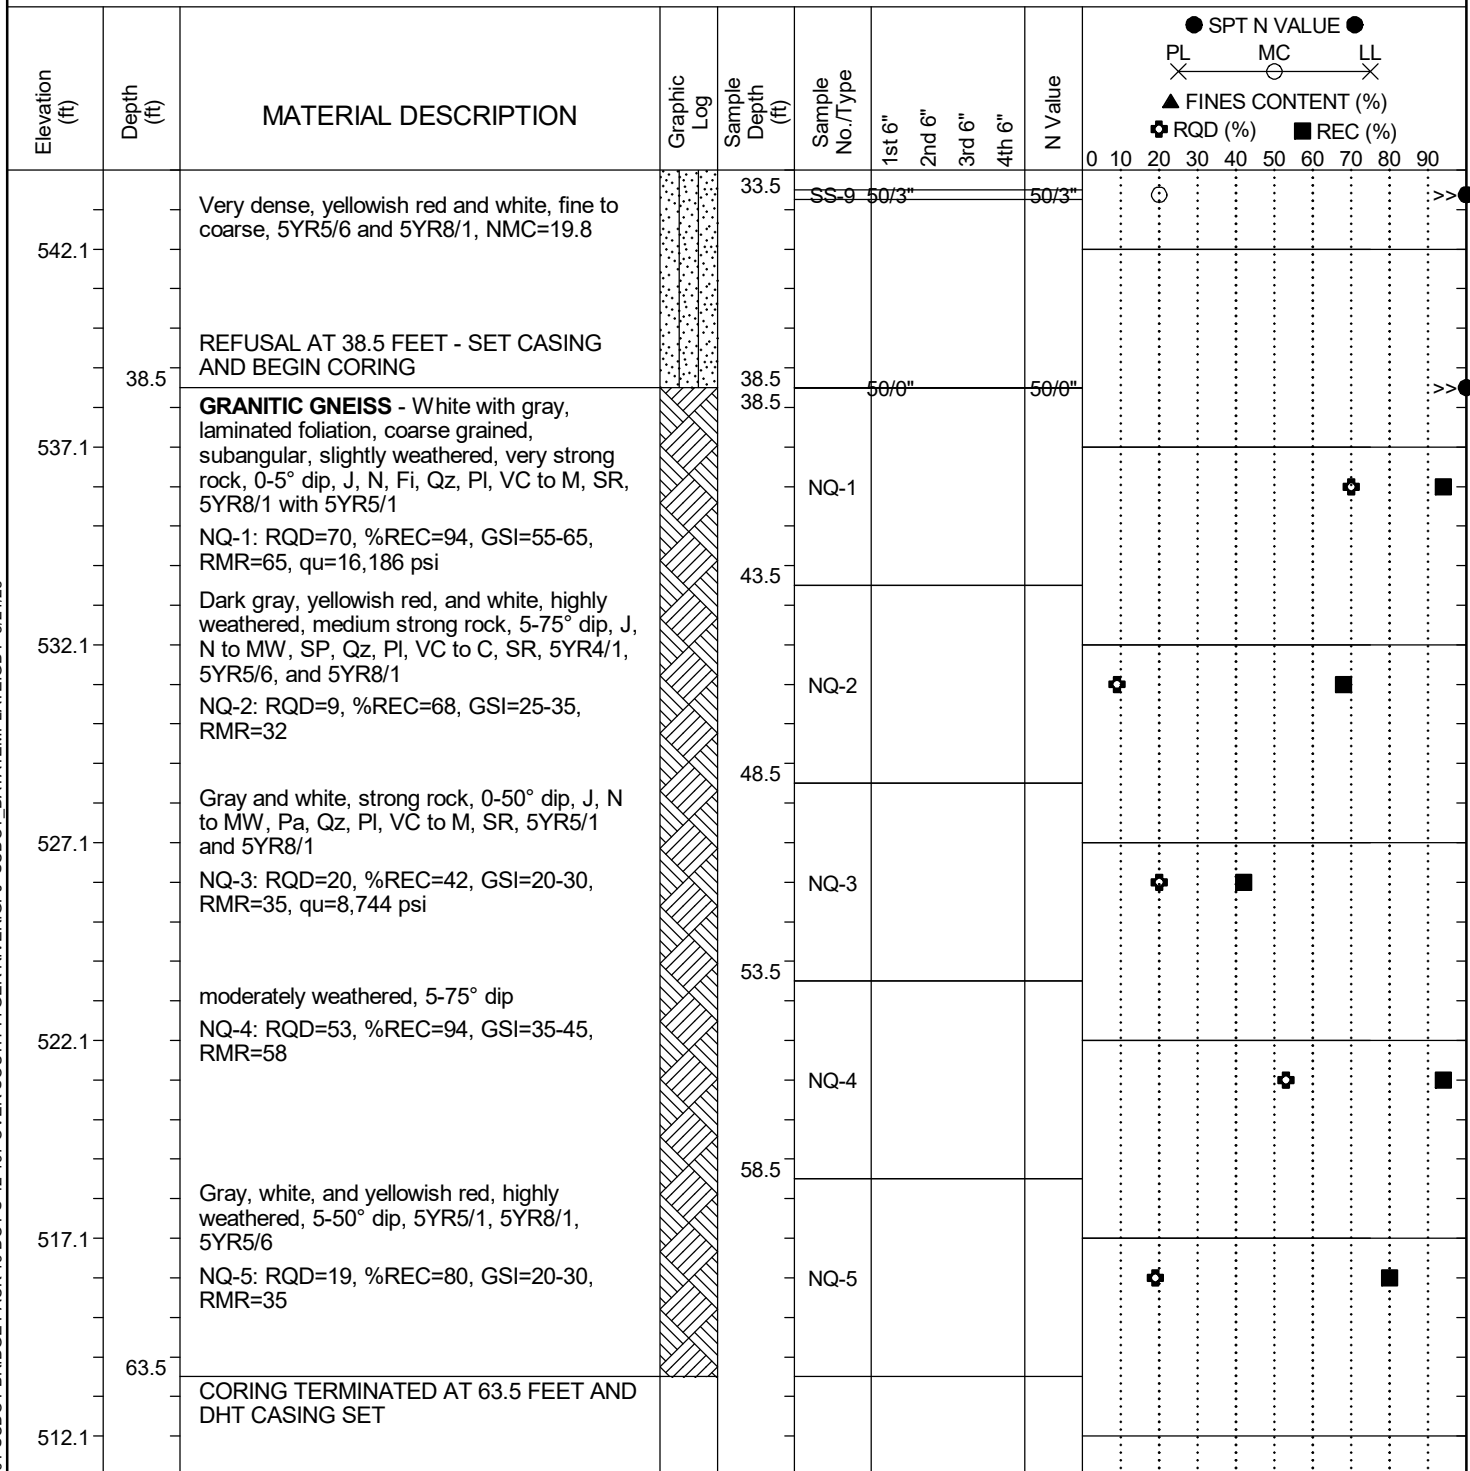 ● SPT N VALUE ●
PL MC LL
▲ FINES CONTENT (%)
RQD (%) ■ REC (%)
Elevation (ft)
Depth (ft)
MATERIAL DESCRIPTION
Graphic Log
Sample Depth (ft)
Sample No./Type
1st 6"
2nd 6"
3rd 6"
4th 6"
N Value
0 10 20 30 40 50 60 70 80 90
33.5
SS-9 50/3" 50/3" >>
Very dense, yellowish red and white, fine to
coarse, 5YR5/6 and 5YR8/1, NMC=19.8
542.1
REFUSAL AT 38.5 FEET - SET CASING
AND BEGIN CORING
38.5 38.5
50/0" 50/0" >>
38.5
GRANITIC GNEISS - White with gray,
laminated foliation, coarse grained,
537.1
subangular, slightly weathered, very strong
rock, 0-5° dip, J, N, Fi, Qz, Pl, VC to M, SR,
5YR8/1 with 5YR5/1
NQ-1
NQ-1: RQD=70, %REC=94, GSI=55-65,
RMR=65, qu=16,186 psi
43.5
Dark gray, yellowish red, and white, highly
weathered, medium strong rock, 5-75° dip, J,
532.1
N to MW, SP, Qz, Pl, VC to C, SR, 5YR4/1,
5YR5/6, and 5YR8/1
NQ-2
NQ-2: RQD=9, %REC=68, GSI=25-35,
RMR=32
48.5
Gray and white, strong rock, 0-50° dip, J, N
to MW, Pa, Qz, Pl, VC to M, SR, 5YR5/1
527.1
and 5YR8/1
NQ-3
NQ-3: RQD=20, %REC=42, GSI=20-30,
RMR=35, qu=8,744 psi
53.5
moderately weathered, 5-75° dip
NQ-4: RQD=53, %REC=94, GSI=35-45,
522.1
RMR=58
NQ-4
58.5
Gray, white, and yellowish red, highly
weathered, 5-50° dip, 5YR5/1, 5YR8/1,
517.1
5YR5/6
NQ-5
NQ-5: RQD=19, %REC=80, GSI=20-30,
RMR=35
63.5
CORING TERMINATED AT 63.5 FEET AND
DHT CASING SET
512.1